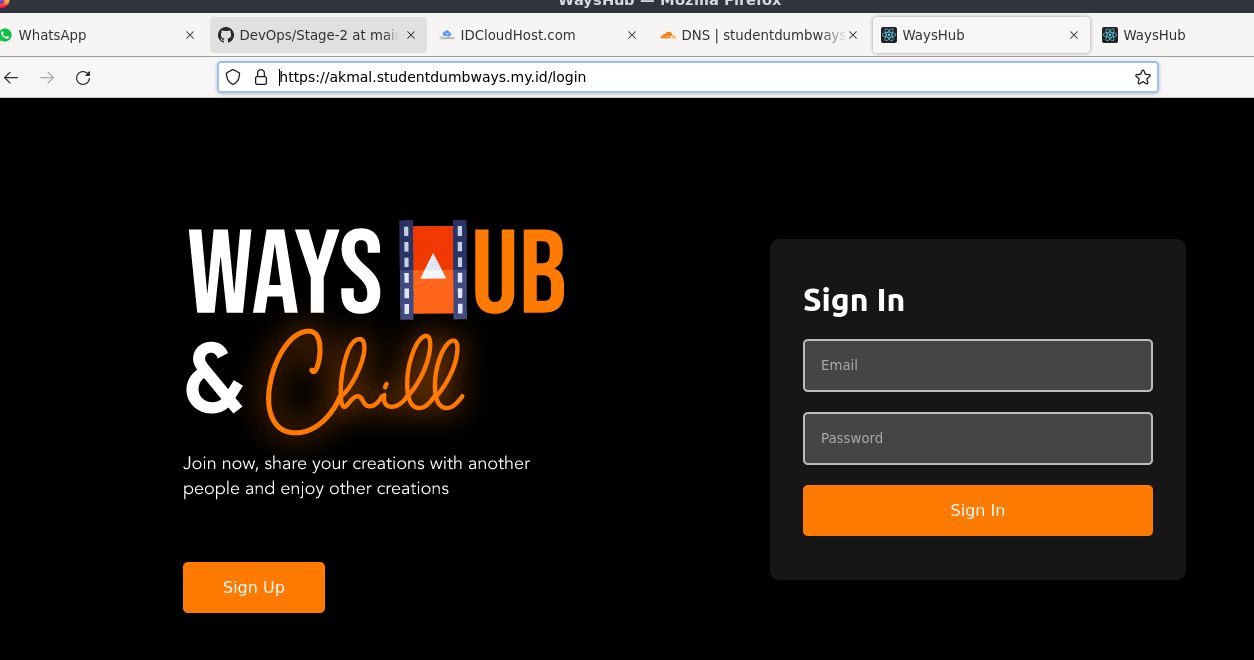 WaysHub — Mozilla Firefox
WhatsApp
DevOps/Stage-2 at mai
IDCloudHost.com
DNS | studentdumbways
WaysHub
WaysHub
https://akmal.studentdumbways.my.id/login
WAYS HUB
& Chill
Join now, share your creations with another
people and enjoy other creations
Sign Up
Sign In
Email
Password
Sign In